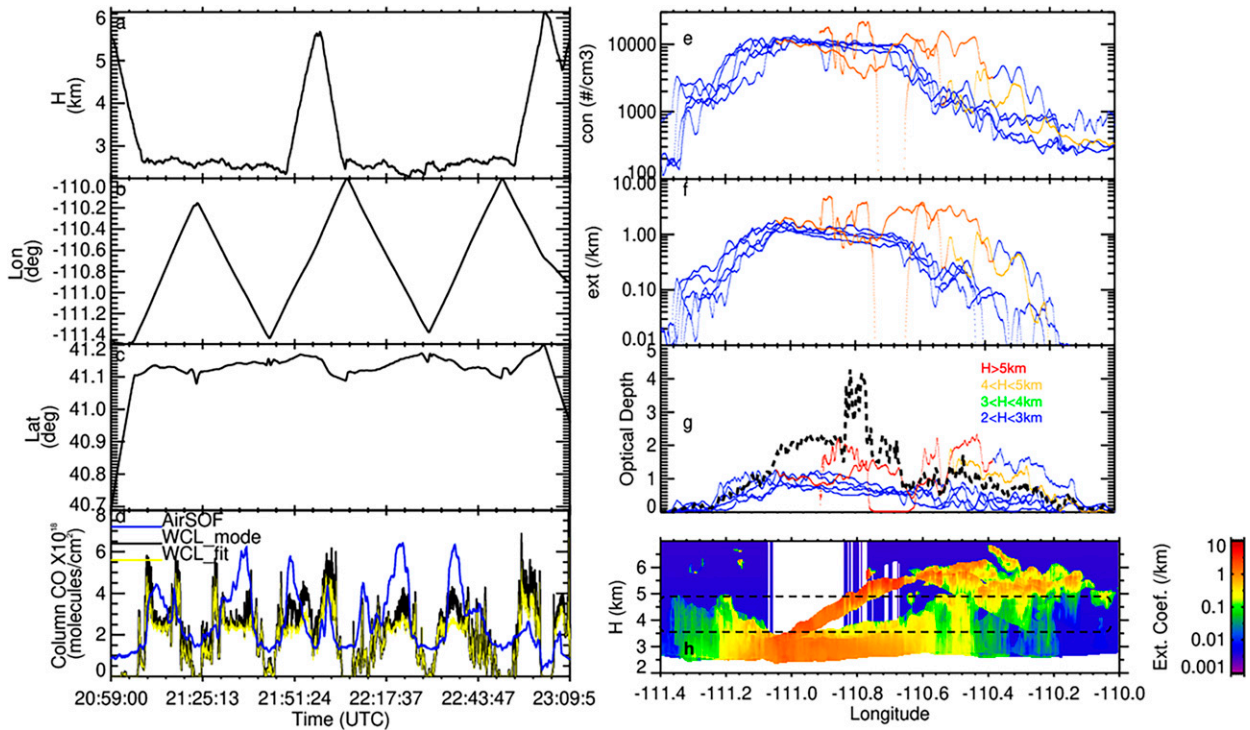 a
6
5
4
3
H
(km)
b
-110.0
-110.2
-110.6
-110.8
-111.0
-111.4
Lon
(deg)
c
41.2
41.1
40.9
40.8
40.7
Lat
(deg)
d
8
6
4
2
0
Column CO X10¹⁸
(molecules/cm²)
AirSOF
WCL_mode
WCL_fit
20:59:00 21:25:13 21:51:24 22:17:37 22:43:47 23:09:5
Time (UTC)
e
10000
1000
100
con (#/cm3)
f
10.00
1.00
0.10
0.01
ext (/km)
g
5
4
3
2
1
0
Optical Depth
H>5km
4<H<5km
3<H<4km
2<H<3km
h
6
5
4
3
2
H (km)
-111.4 -111.2 -111.0 -110.8 -110.6 -110.4 -110.2 -110.0
Longitude
10
1
0.1
0.01
0.001
Ext. Coef. (/km)